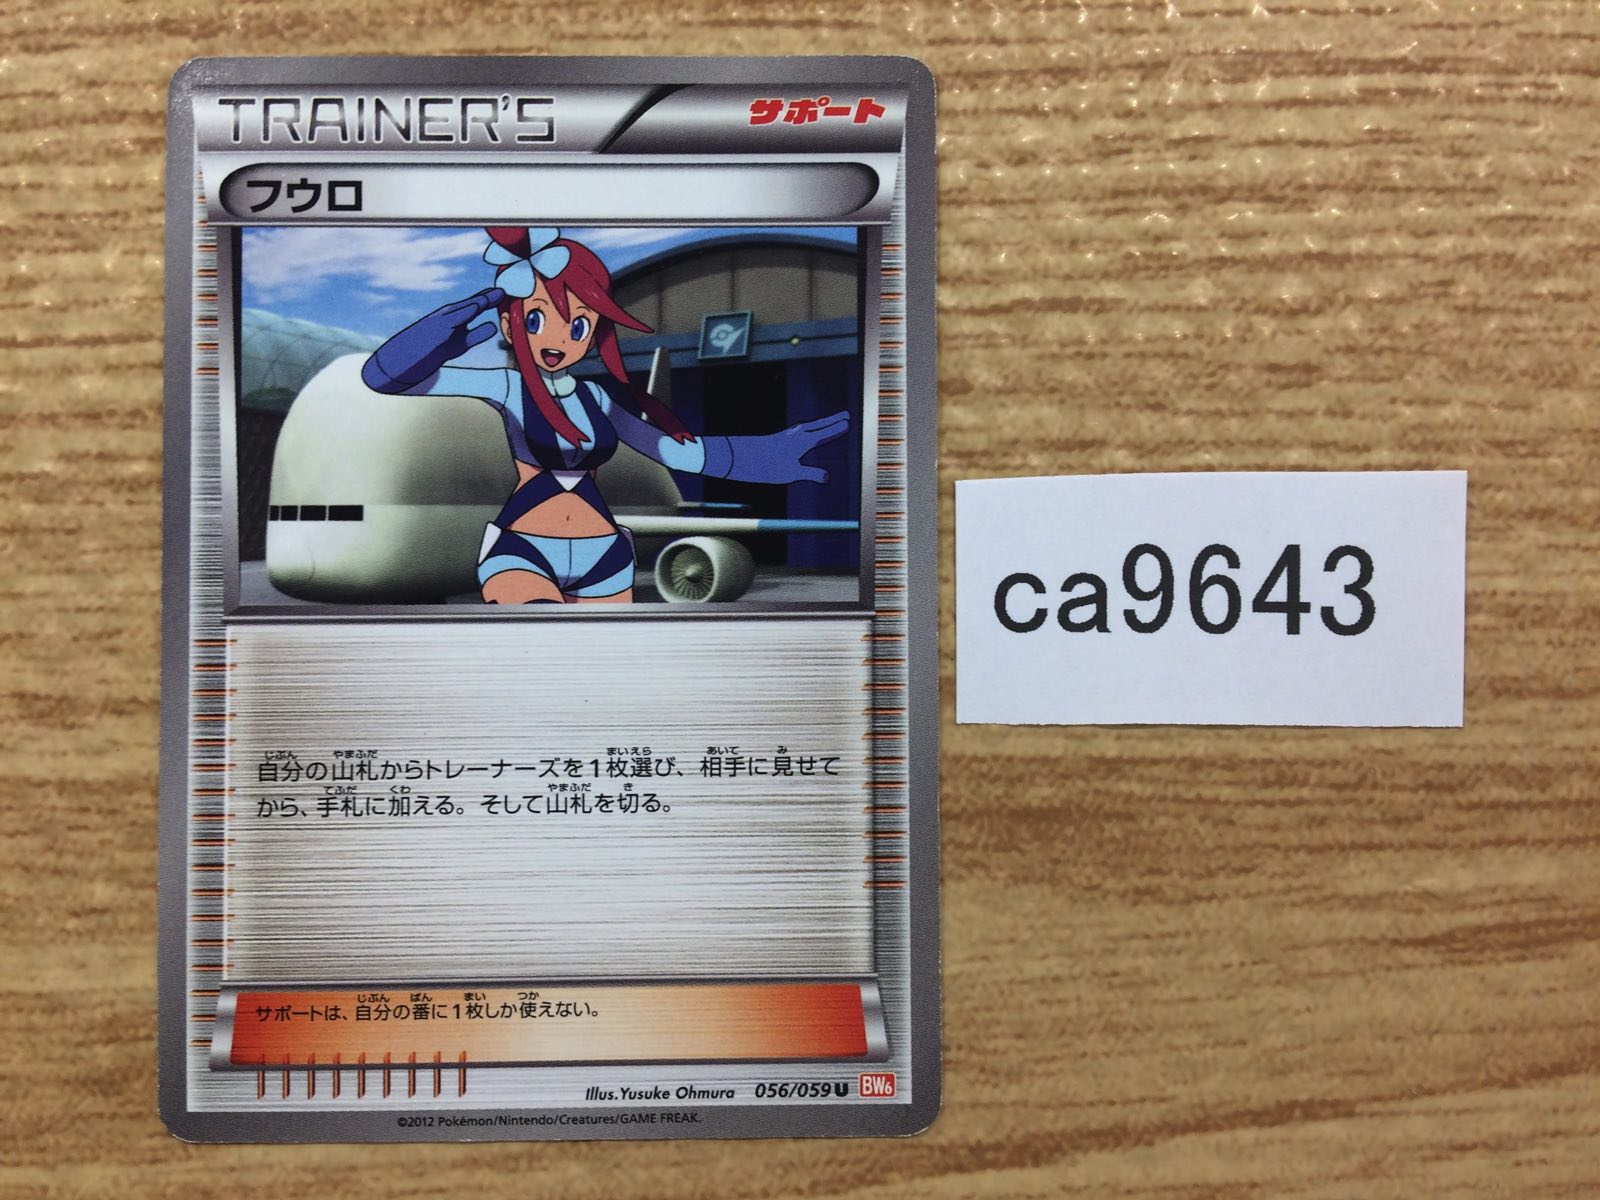 TRAINER'S
サポート
フウロ
自分の山札からトレーナーズを1枚選び、相手に見せて
から、手札に加える。そして山札を切る。
サポートは、自分の番に1枚しか使えない。
Illus.Yusuke Ohmura 056/059 U BW6
©2012 Pokémon/Nintendo/Creatures/GAME FREAK.
ca9643